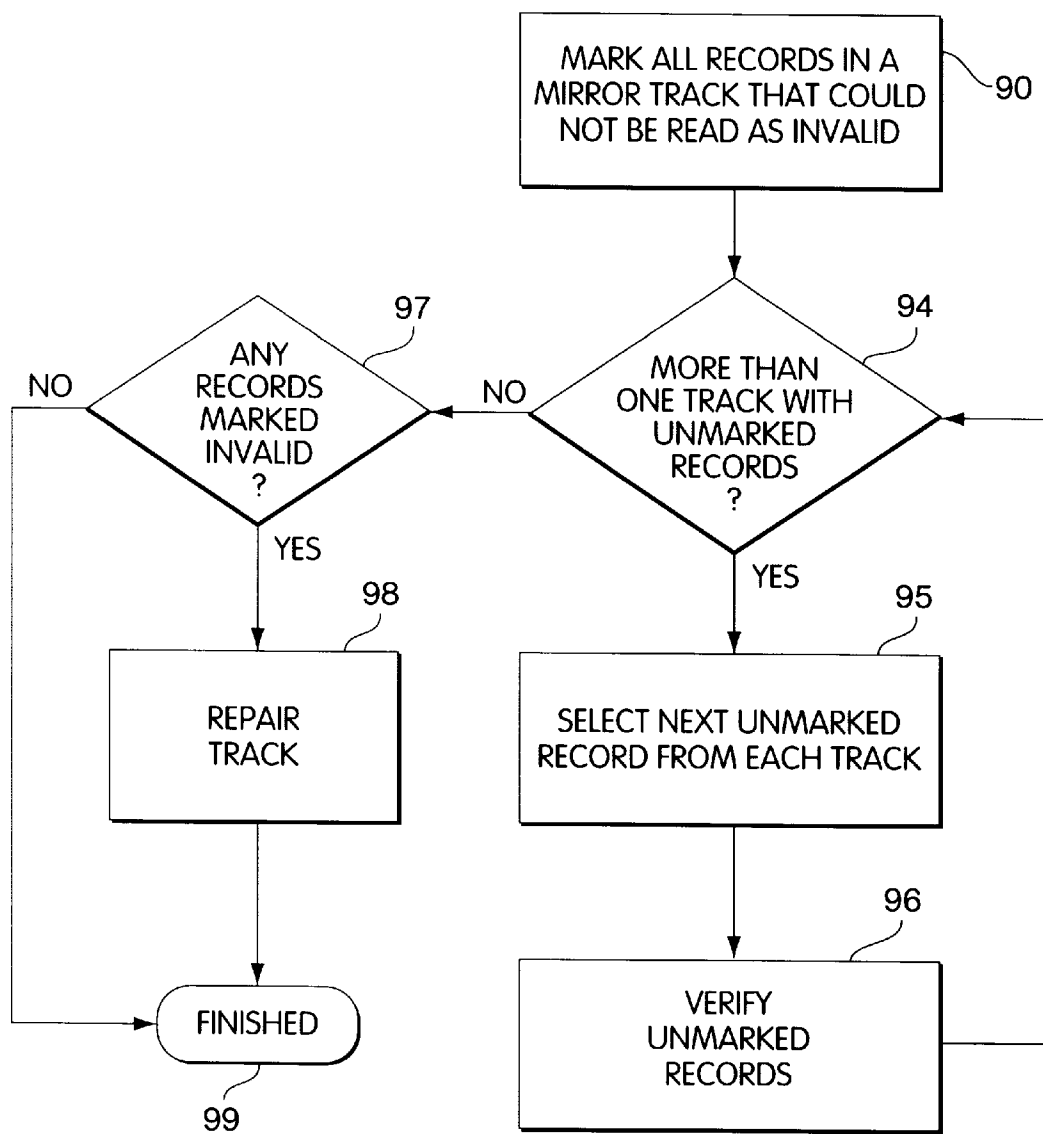 MARK ALL RECORDS IN A
MIRROR TRACK THAT COULD
NOT BE READ AS INVALID
90
94
MORE THAN
ONE TRACK WITH
UNMARKED
RECORDS
?
NO
YES
97
ANY
RECORDS
MARKED
INVALID
?
NO
YES
95
SELECT NEXT UNMARKED
RECORD FROM EACH TRACK
98
REPAIR
TRACK
96
VERIFY
UNMARKED
RECORDS
FINISHED
99